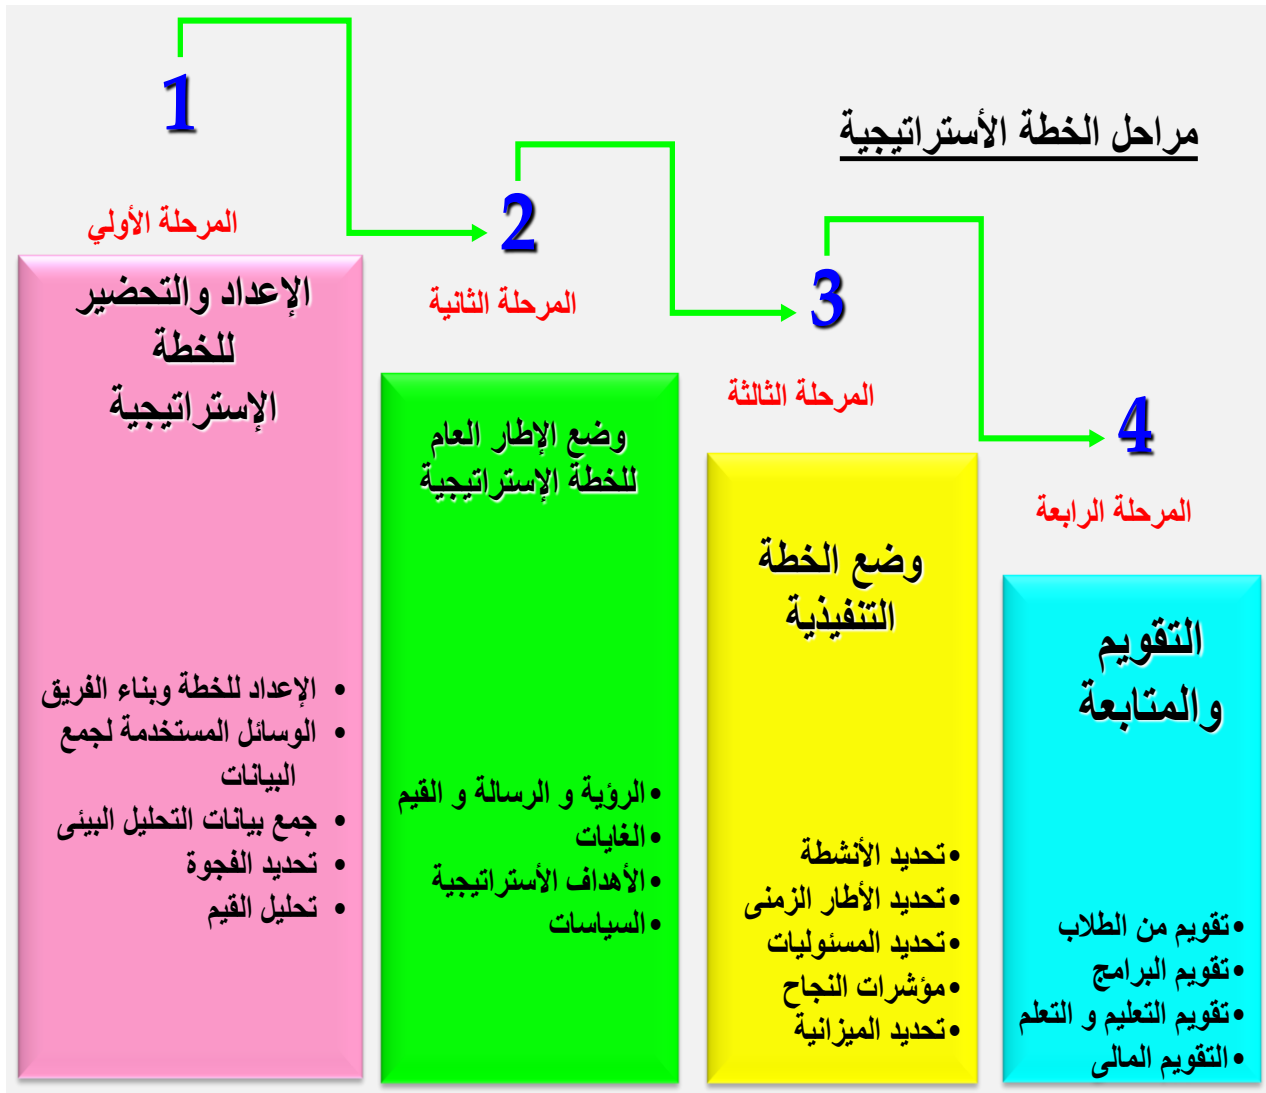 مراحل الخطة الأستراتيجية
1
المرحلة الأولي
الإعداد والتحضير
للخطة
الإستراتيجية
• الإعداد للخطة وبناء الفريق
• الوسائل المستخدمة لجمع
البيانات
• جمع بيانات التحليل البيئى
• تحديد الفجوة
• تحليل القيم
2
المرحلة الثانية
وضع الإطار العام
للخطة الإستراتيجية
•الرؤية و الرسالة و القيم
•الغايات
•الأهداف الأستراتيجية
•السياسات
3
المرحلة الثالثة
وضع الخطة
التنفيذية
•تحديد الأنشطة
•تحديد الأطار الزمنى
•تحديد المسئوليات
•مؤشرات النجاح
•تحديد الميزانية
4
المرحلة الرابعة
التقويم
والمتابعة
•تقويم من الطلاب
•تقويم البرامج
•تقويم التعليم و التعلم
•التقويم المالى